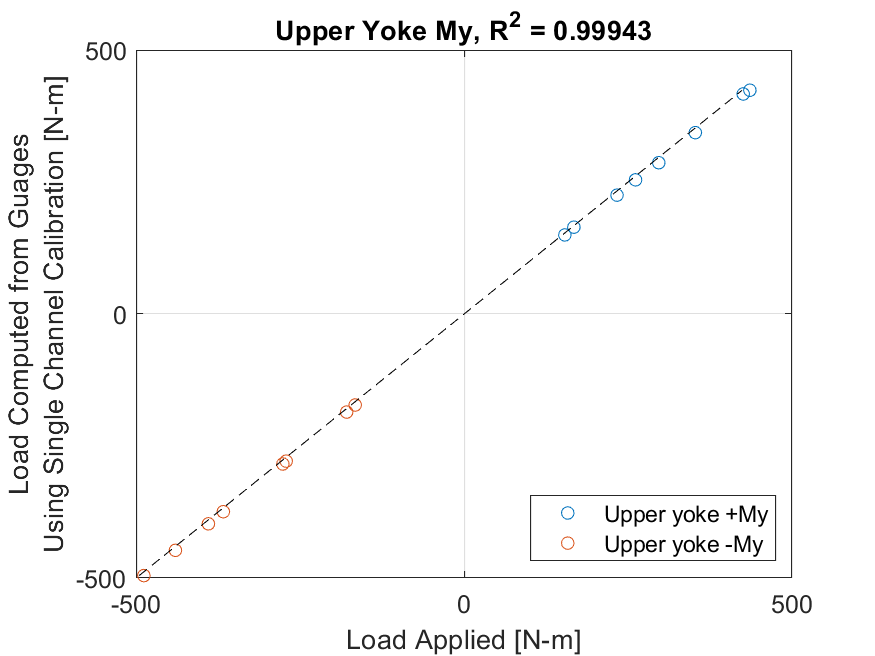 Upper Yoke My, R² = 0.99943
Load Computed from Guages
Using Single Channel Calibration [N-m]
500
0
-500
-500
0
500
Upper yoke +My
Upper yoke -My
Load Applied [N-m]